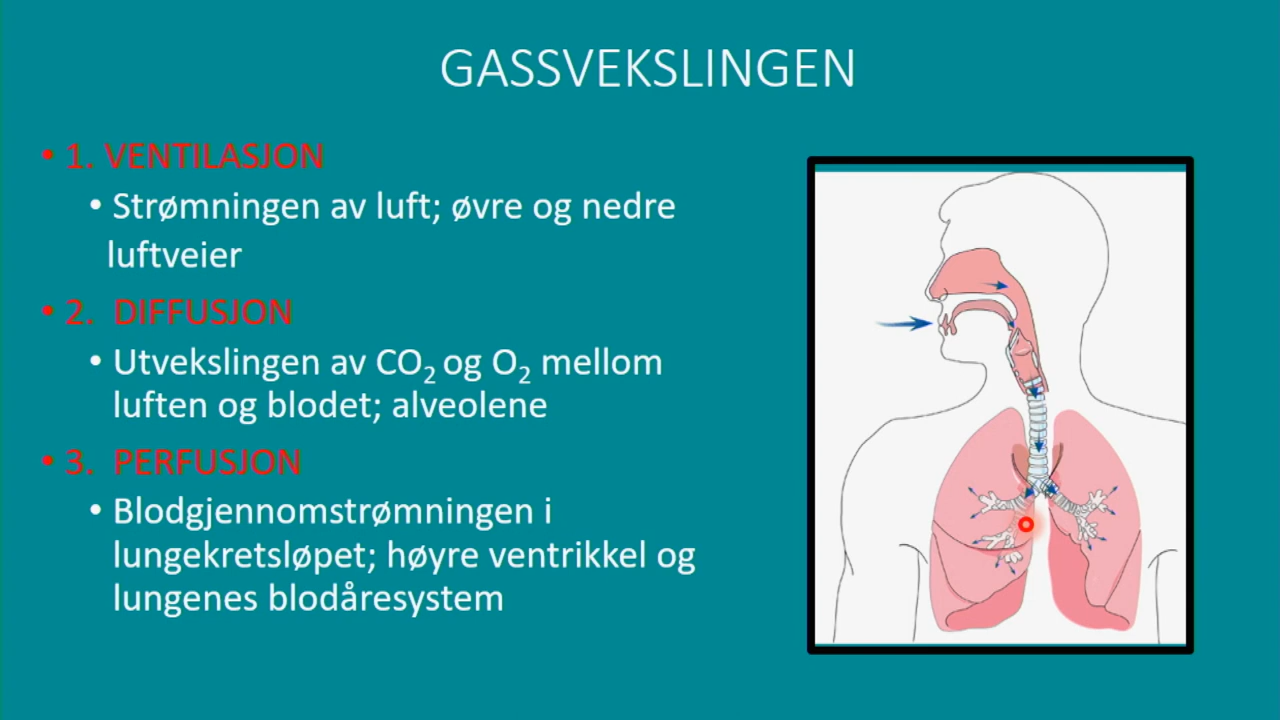 GASSVEKSLINGEN
• 1. VENTILASJON
• Strømningen av luft; øvre og nedre
luftveier
• 2. DIFFUSJON
• Utvekslingen av CO₂ og O₂ mellom
luften og blodet; alveolene
• 3. PERFUSJON
• Blodgjennomstrømningen i
lungekretsløpet; høyre ventrikkel og
lungenes blodåresystem